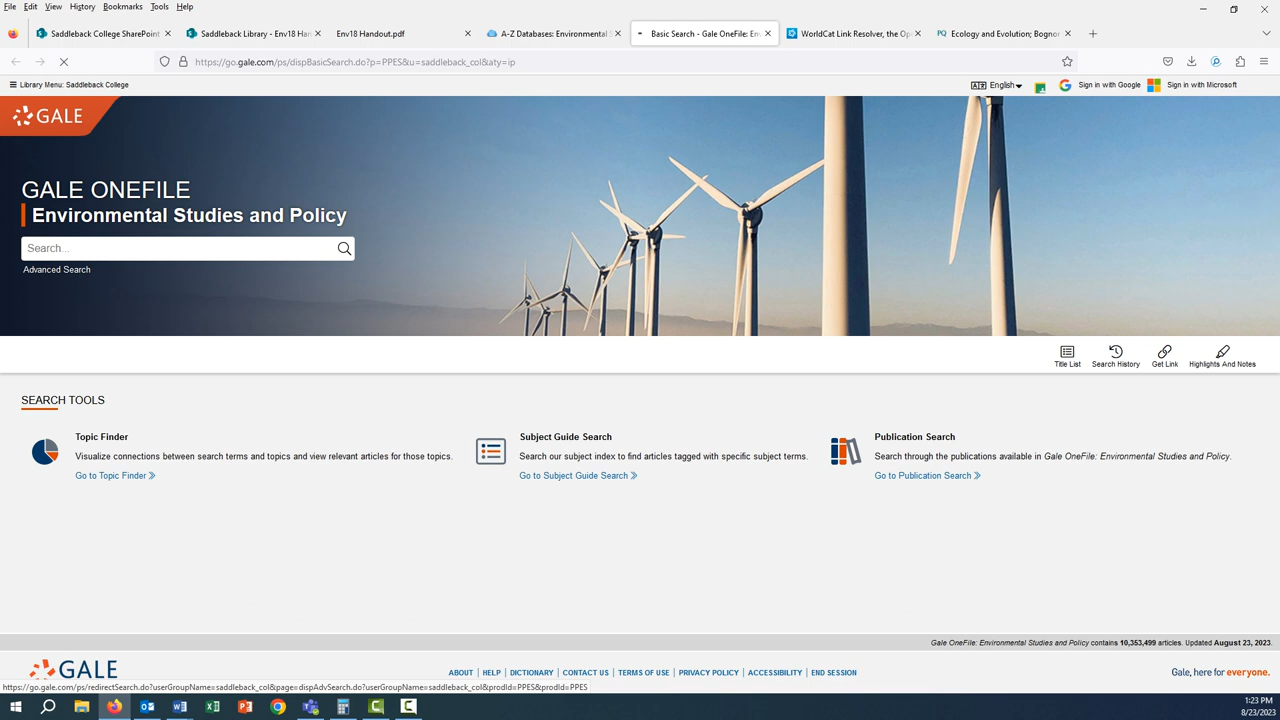 File Edit View History Bookmarks Tools Help
Saddleback College SharePoint
Saddleback Library - Env18 Han
Env18 Handout.pdf
A-Z Databases: Environmental S
Basic Search - Gale OneFile: En
WorldCat Link Resolver, the Op
PQ Ecology and Evolution; Bognor
https://go.gale.com/ps/dispBasicSearch.do?p=PPES&u=saddleback_col&aty=ip
Library Menu: Saddleback College
English
Sign in with Google
Sign in with Microsoft
GALE
GALE ONEFILE
Environmental Studies and Policy
Search...
Advanced Search
Title List
Search History
Get Link
Highlights And Notes
SEARCH TOOLS
Topic Finder
Visualize connections between search terms and topics and view relevant articles for those topics.
Go to Topic Finder
Subject Guide Search
Search our subject index to find articles tagged with specific subject terms.
Go to Subject Guide Search
Publication Search
Search through the publications available in Gale OneFile: Environmental Studies and Policy.
Go to Publication Search
Gale OneFile: Environmental Studies and Policy contains 10,353,499 articles. Updated August 23, 2023.
GALE
ABOUT | HELP | DICTIONARY | CONTACT US | TERMS OF USE | PRIVACY POLICY | ACCESSIBILITY | END SESSION
Gale, here for everyone.
https://go.gale.com/ps/redirectSearch.do?userGroupName=saddleback_col&page=dispAdvSearch.do?userGroupName=saddleback_col&prodId=PPES&prodId=PPES
1:23 PM
8/23/2023